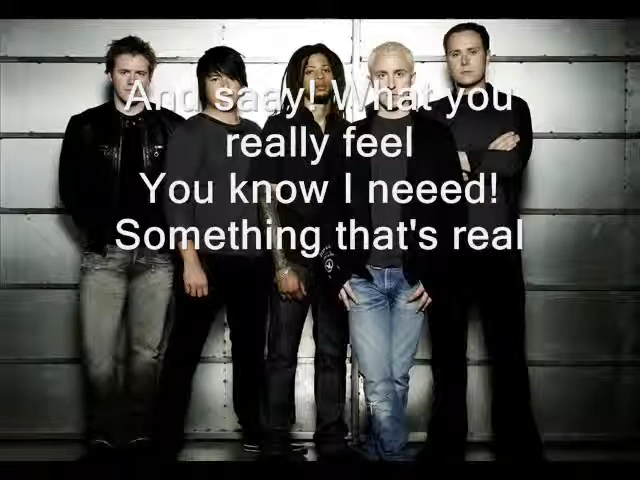 And saay! What you
really feel
You know I neeed!
Something that's real